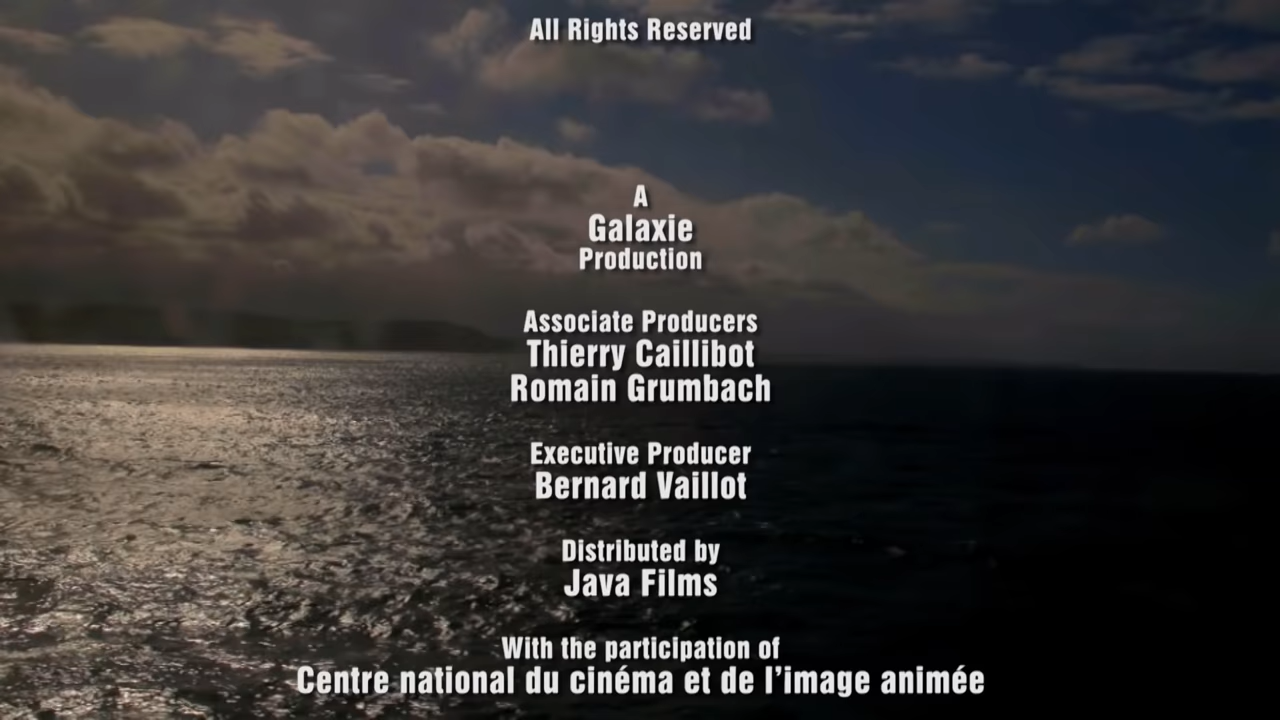 All Rights Reserved
A
Galaxie
Production
Associate Producers
Thierry Caillibot
Romain Grumbach
Executive Producer
Bernard Vaillot
Distributed by
Java Films
With the participation of
Centre national du cinéma et de l'image animée